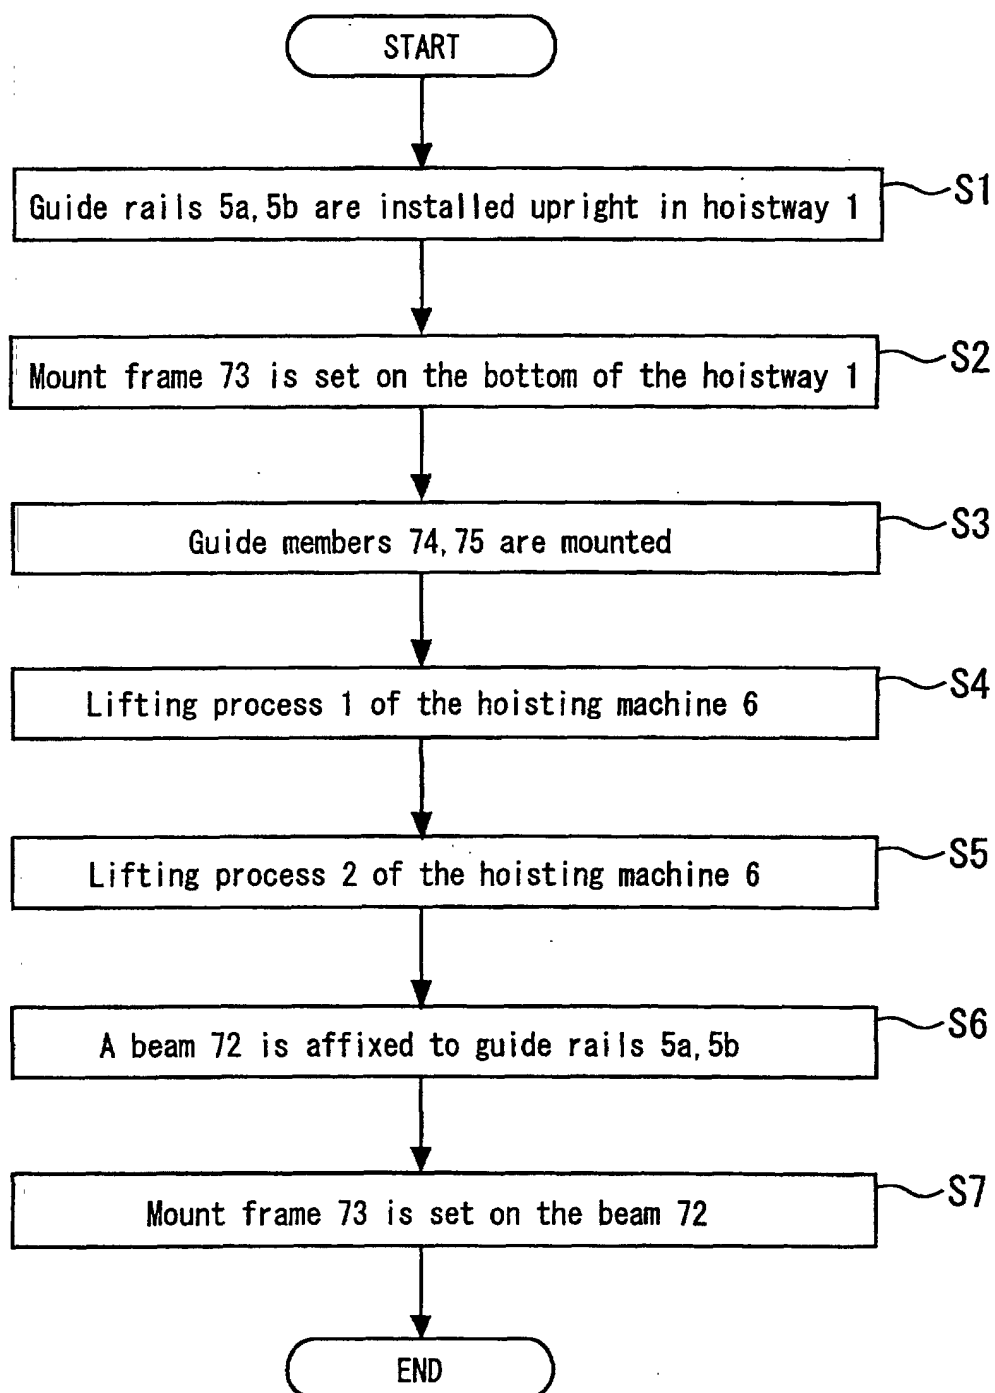 START
Guide rails 5a, 5b are installed upright in hoistway 1
S1
Mount frame 73 is set on the bottom of the hoistway 1
S2
Guide members 74, 75 are mounted
S3
Lifting process 1 of the hoisting machine 6
S4
Lifting process 2 of the hoisting machine 6
S5
A beam 72 is affixed to guide rails 5a, 5b
S6
Mount frame 73 is set on the beam 72
S7
END